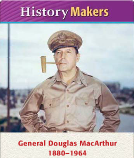 History Makers
General Douglas MacArthur
1880–1964